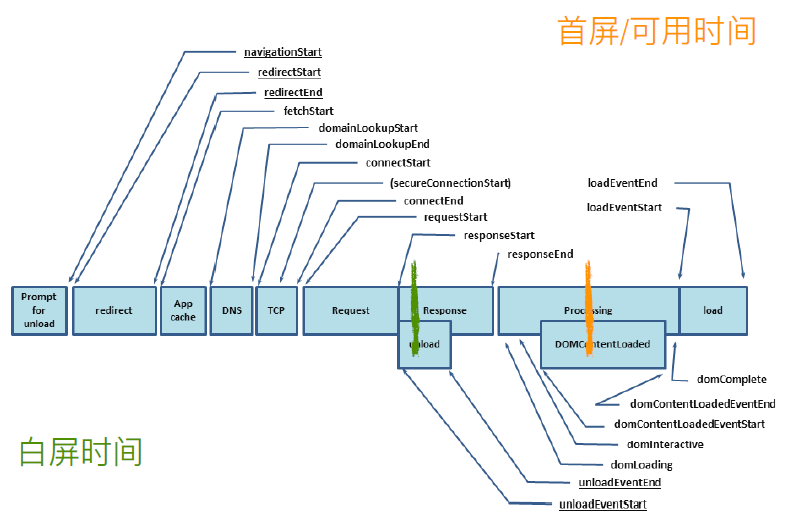 首屏/可用时间
navigationStart
redirectStart
redirectEnd
fetchStart
domainLookupStart
domainLookupEnd
connectStart
(secureConnectionStart)
connectEnd
requestStart
responseStart
responseEnd
loadEventEnd
loadEventStart
Prompt
for
unload
redirect
App
cache
DNS
TCP
Request
Response
unload
Processing
DOMContentLoaded
load
domComplete
domContentLoadedEventEnd
domContentLoadedEventStart
domInteractive
domLoading
unloadEventEnd
unloadEventStart
白屏时间